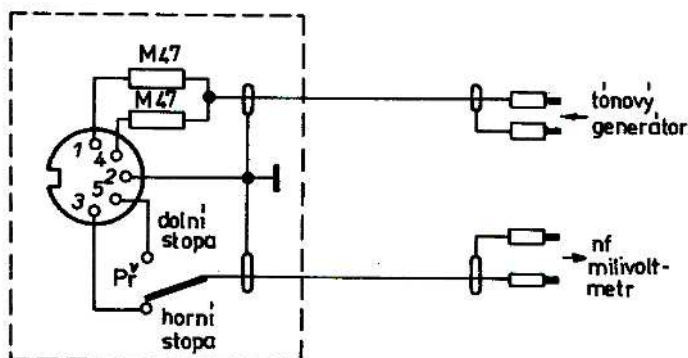 M47
M47
1
4
2
5
3
dolní
stopa
Př
horní
stopa
tónový
generátor
nf
milivolt-
metr